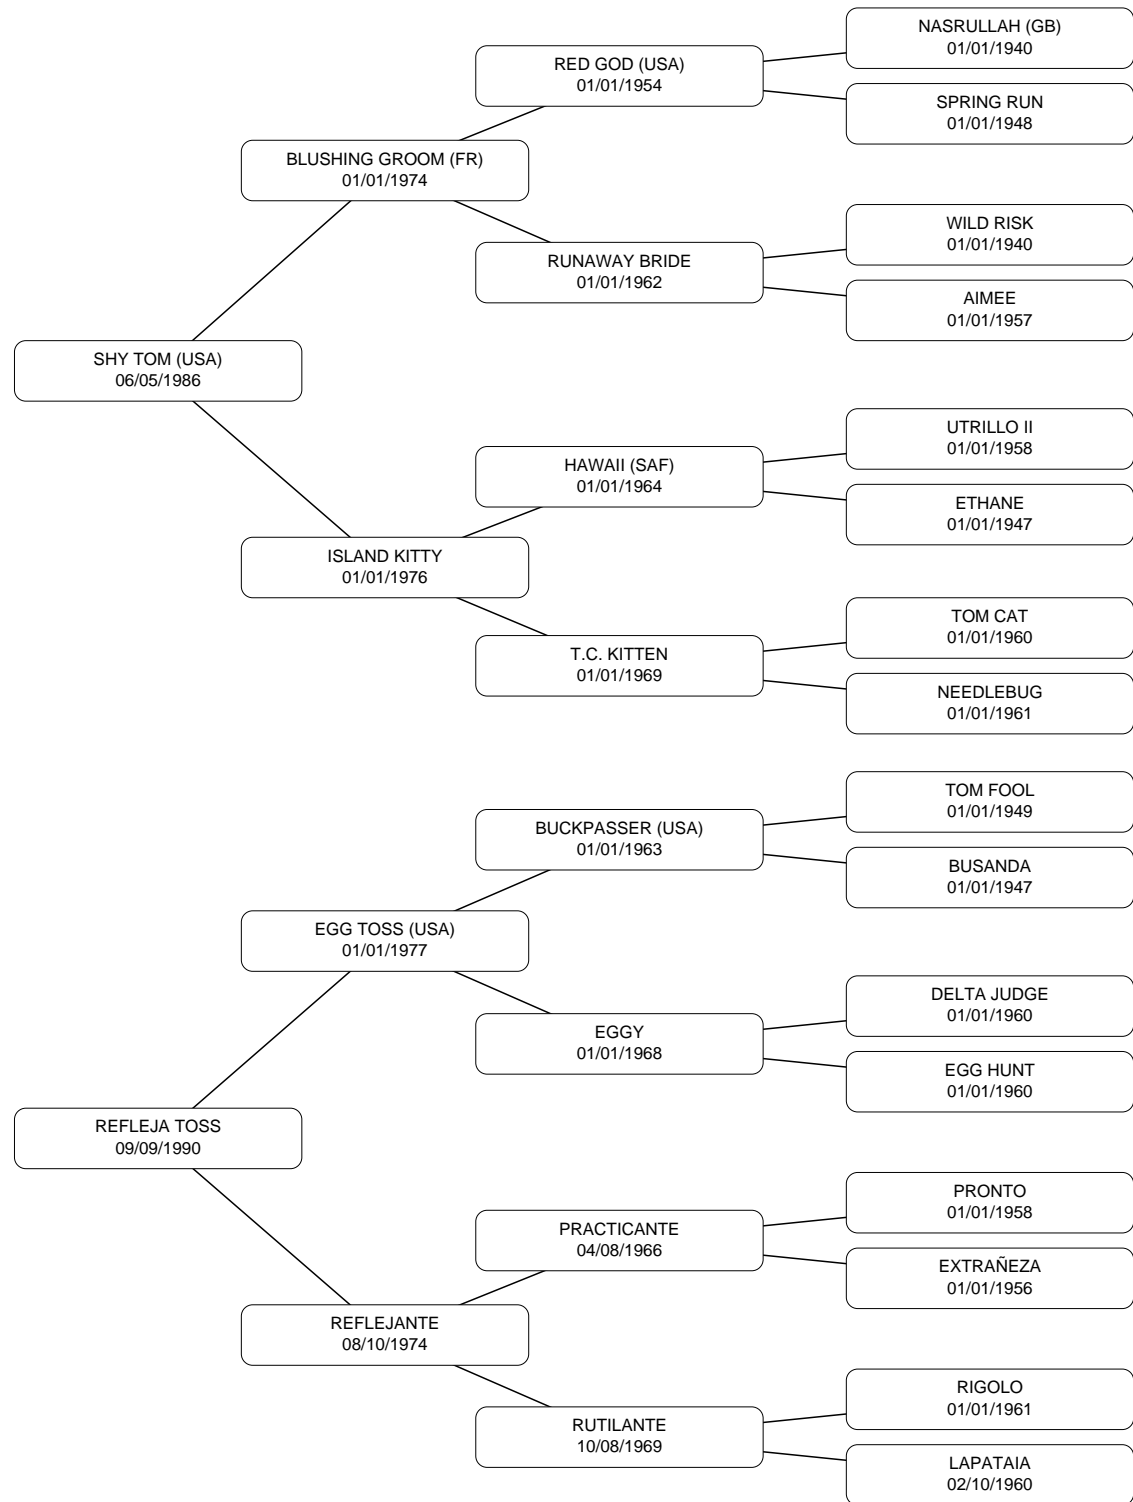 NASRULLAH (GB)
01/01/1940
RED GOD (USA)
01/01/1954
SPRING RUN
01/01/1948
BLUSHING GROOM (FR)
01/01/1974
WILD RISK
01/01/1940
RUNAWAY BRIDE
01/01/1962
AIMEE
01/01/1957
SHY TOM (USA)
06/05/1986
UTRILLO II
01/01/1958
HAWAII (SAF)
01/01/1964
ETHANE
01/01/1947
ISLAND KITTY
01/01/1976
TOM CAT
01/01/1960
T.C. KITTEN
01/01/1969
NEEDLEBUG
01/01/1961
TOM FOOL
01/01/1949
BUCKPASSER (USA)
01/01/1963
BUSANDA
01/01/1947
EGG TOSS (USA)
01/01/1977
DELTA JUDGE
01/01/1960
EGGY
01/01/1968
EGG HUNT
01/01/1960
REFLEJA TOSS
09/09/1990
PRONTO
01/01/1958
PRACTICANTE
04/08/1966
EXTRAÑEZA
01/01/1956
REFLEJANTE
08/10/1974
RIGOLO
01/01/1961
RUTILANTE
10/08/1969
LAPATAIA
02/10/1960